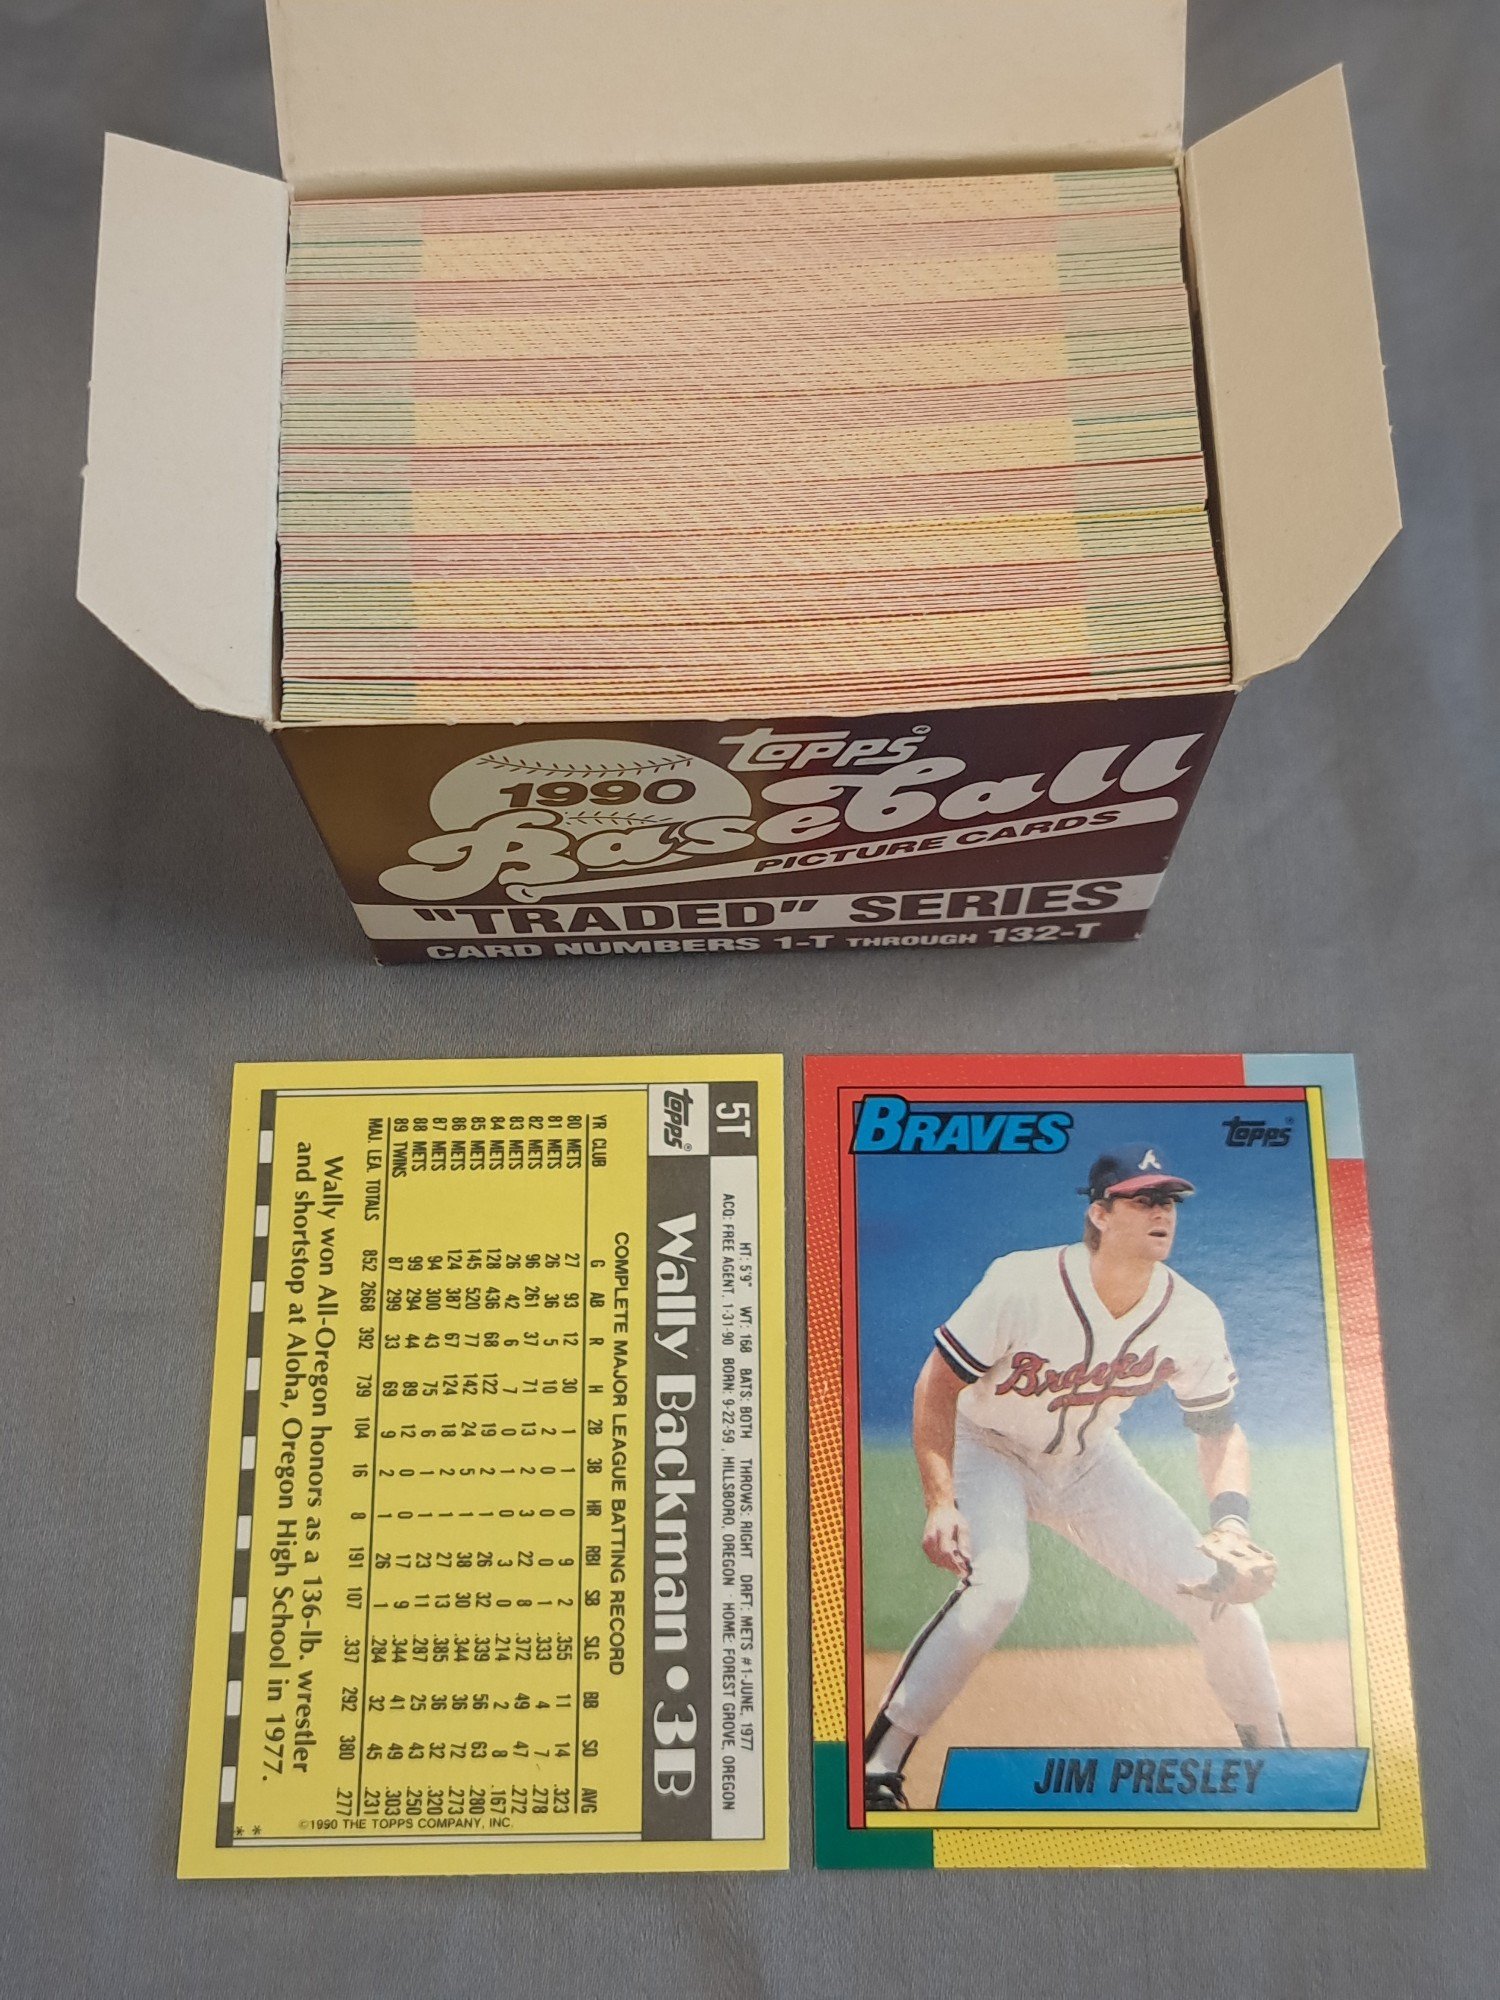 topps®
1990
Baseball
PICTURE CARDS
"TRADED" SERIES
CARD NUMBERS 1-T THROUGH 132-T
5T
HT: 5'9" WT: 168 BATS: BOTH THROWS: RIGHT DRFT: METS #1-JUNE, 1977
ACQ: FREE AGENT, 1-31-90 BORN: 9-22-59, HILLSBORO, OREGON HOME: FOREST GROVE, OREGON
topps®
Wally Backman • 3B
COMPLETE MAJOR LEAGUE BATTING RECORD
YR CLUB G AB R H 2B 3B HR RBI SB SLG BB SO AVG
80 METS 27 93 12 30 1 1 0 9 2 .355 11 14 .323
81 METS 26 36 5 10 2 0 0 0 1 .333 4 7 .278
82 METS 96 261 37 71 13 2 3 22 8 .372 49 47 .272
83 METS 26 42 6 7 0 1 0 3 0 .214 2 8 .167
84 METS 128 436 68 122 19 2 1 26 32 .339 56 63 .280
85 METS 145 520 77 142 24 5 1 38 30 .344 36 72 .273
86 METS 124 387 67 124 18 2 1 27 13 .385 36 32 .320
87 METS 94 300 43 75 6 1 1 23 11 .287 25 43 .250
88 METS 99 294 44 89 12 0 0 17 9 .344 41 49 .303
89 TWINS 87 299 33 69 9 2 1 26 1 .284 32 45 .231
MAJ. LEA. TOTALS 852 2668 392 739 104 16 8 191 107 .337 292 380 .277
Wally won All-Oregon honors as a 136-lb. wrestler
and shortstop at Aloha, Oregon High School in 1977.
©1990 THE TOPPS COMPANY, INC.
* *
BRAVES
topps®
A
Braves
JIM PRESLEY